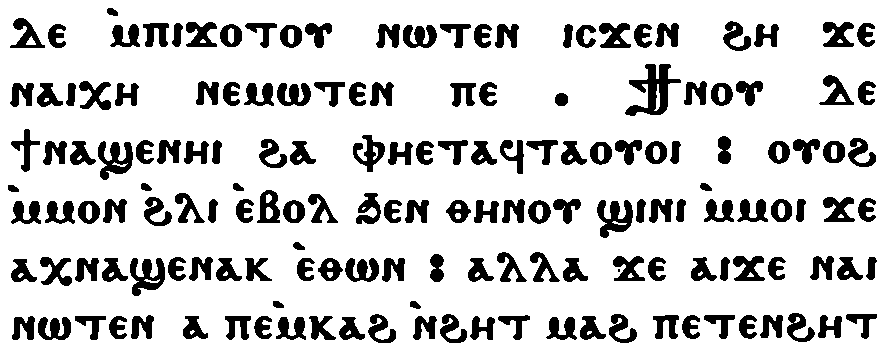 ⲇⲉ ⲙ̀ⲡⲓϫⲟⲧⲟⲩ ⲛⲱⲧⲉⲛ ⲓⲥϫⲉⲛ ϩⲏ ϫⲉ
ⲛⲁⲓⲭⲏ ⲛⲉⲙⲱⲧⲉⲛ ⲡⲉ . Ϯⲛⲟⲩ ⲇⲉ
ϯⲛⲁϣⲉⲛⲏⲓ ϩⲁ ⲫⲏⲉⲧⲁϥⲧⲁⲟⲩⲟⲓ : ⲟⲩⲟϩ
ⲙ̀ⲙⲟⲛ ϩ̀ⲗⲓ ⲉ̀ⲃⲟⲗ ϧⲉⲛ ⲑⲏⲛⲟⲩ ϣⲓⲛⲓ ⲙ̀ⲙⲟⲓ ϫⲉ
ⲁⲭⲛⲁϣⲉⲛⲁⲕ ⲉ̀ⲑⲱⲛ : ⲁⲗⲗⲁ ϫⲉ ⲁⲓϫⲉ ⲛⲁⲓ
ⲛⲱⲧⲉⲛ ⲁ ⲡⲉⲙ̀ⲕⲁϩ ⲛ̀ϩⲏⲧ ⲙⲁϩ ⲡⲉⲧⲉⲛϩⲏⲧ